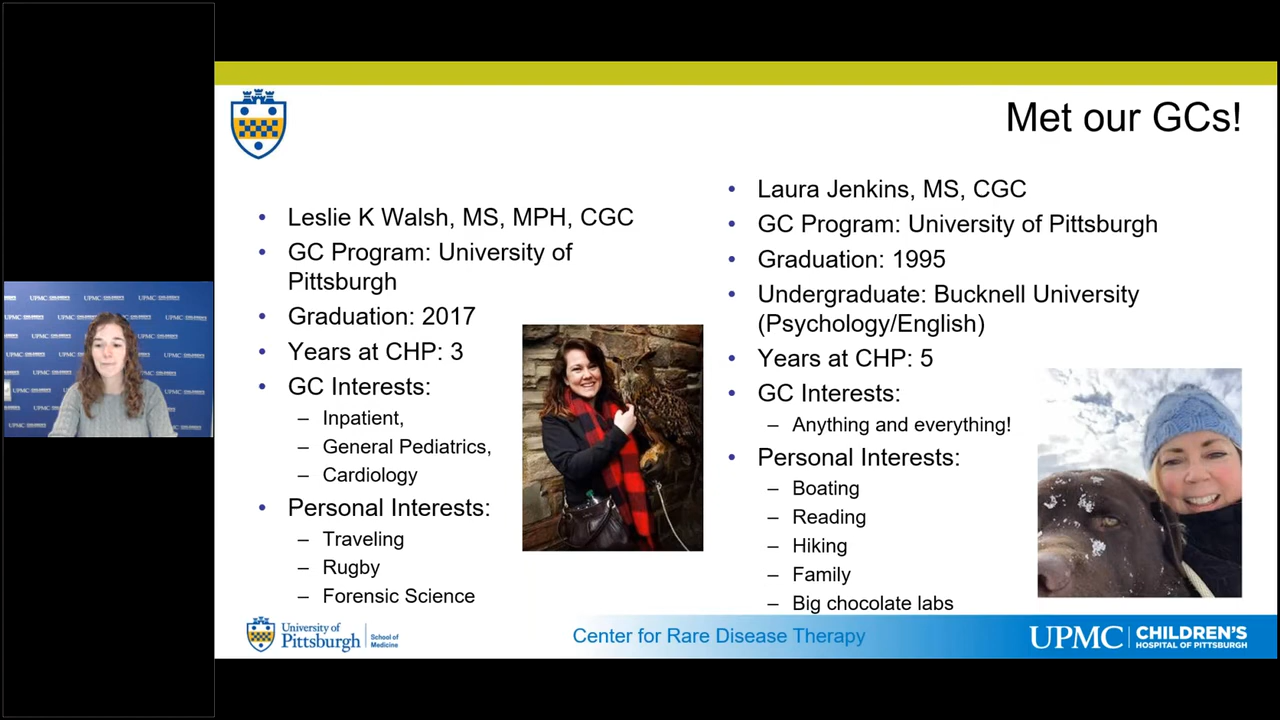 Met our GCs!
Leslie K Walsh, MS, MPH, CGC
GC Program: University of
Pittsburgh
Graduation: 2017
Years at CHP: 3
GC Interests:
– Inpatient,
– General Pediatrics,
– Cardiology
Personal Interests:
– Traveling
– Rugby
– Forensic Science
Laura Jenkins, MS, CGC
GC Program: University of Pittsburgh
Graduation: 1995
Undergraduate: Bucknell University
(Psychology/English)
Years at CHP: 5
GC Interests:
– Anything and everything!
Personal Interests:
– Boating
– Reading
– Hiking
– Family
– Big chocolate labs
University of
Pittsburgh
School of
Medicine
Center for Rare Disease Therapy
UPMC
CHILDREN'S
HOSPITAL OF PITTSBURGH
UPMC